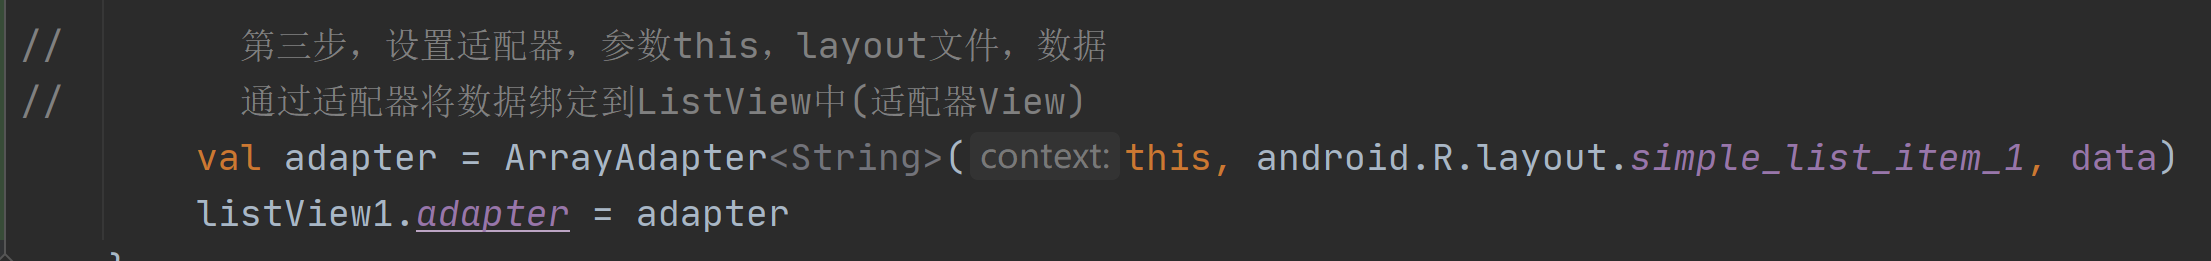 // 第三步，设置适配器，参数this，layout文件，数据
// 通过适配器将数据绑定到ListView中(适配器View)
val adapter = ArrayAdapter<String>( context: this, android.R.layout.simple_list_item_1, data)
listView1.adapter = adapter
}